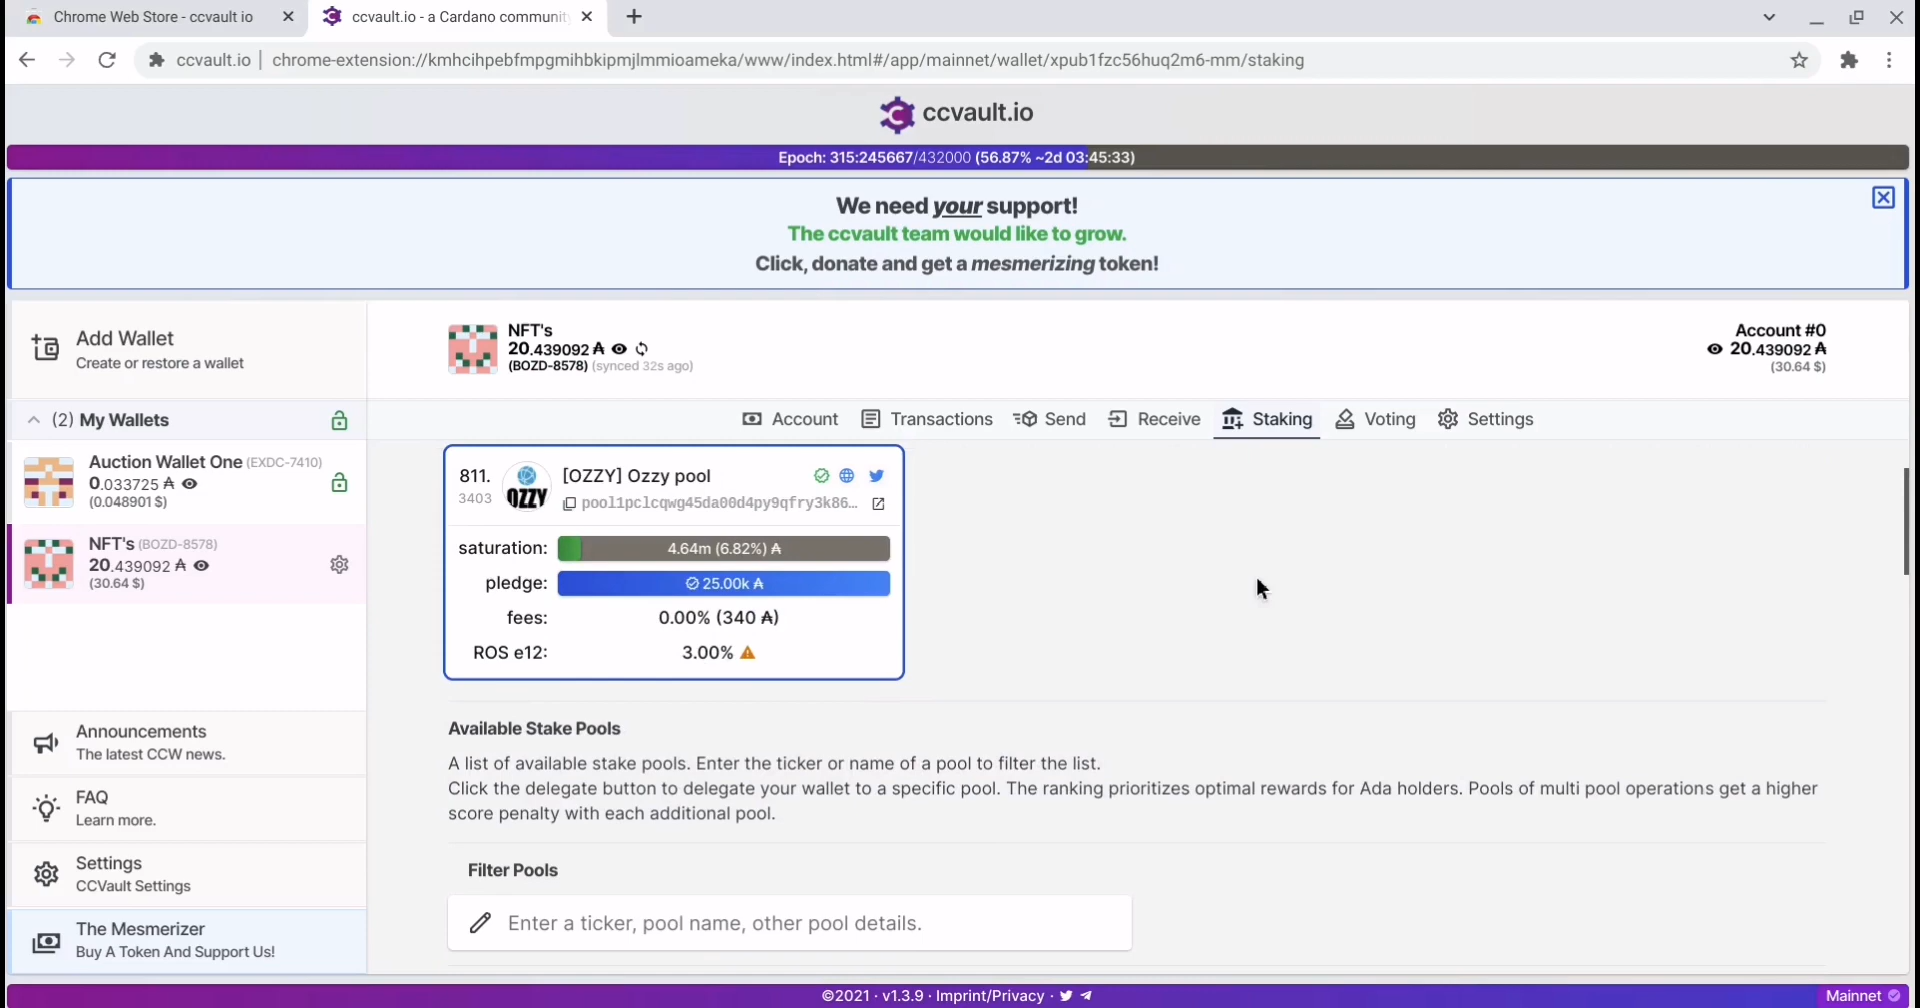 Chrome Web Store - ccvault io
ccvault.io - a Cardano communit
ccvault.io | chrome-extension://kmhcihpebfmpgmihbkipmjlmmioameka/www/index.html#/app/mainnet/wallet/xpub1fzc56huq2m6-mm/staking
ccvault.io
Epoch: 315:245667/432000 (56.87% ~2d 03:45:33)
We need your support!
The ccvault team would like to grow.
Click, donate and get a mesmerizing token!
Add Wallet
Create or restore a wallet
NFT's
20.439092 ₳
(BOZD-8578) (synced 32s ago)
Account #0
20.439092 ₳
(30.64 $)
(2) My Wallets
Account
Transactions
Send
Receive
Staking
Voting
Settings
Auction Wallet One (EXDC-7410)
0.033725 ₳
(0.048901 $)
NFT's (BOZD-8578)
20.439092 ₳
(30.64 $)
811.
3403
OZZY
[OZZY] Ozzy pool
pool1pclcqwg45da00d4py9qfry3k86…
saturation: 4.64m (6.82%) ₳
pledge: 25.00k ₳
fees: 0.00% (340 ₳)
ROS e12: 3.00%
Available Stake Pools
A list of available stake pools. Enter the ticker or name of a pool to filter the list.
Click the delegate button to delegate your wallet to a specific pool. The ranking prioritizes optimal rewards for Ada holders. Pools of multi pool operations get a higher
score penalty with each additional pool.
Filter Pools
Enter a ticker, pool name, other pool details.
Announcements
The latest CCW news.
FAQ
Learn more.
Settings
CCVault Settings
The Mesmerizer
Buy A Token And Support Us!
©2021 · v1.3.9 · Imprint/Privacy ·
Mainnet